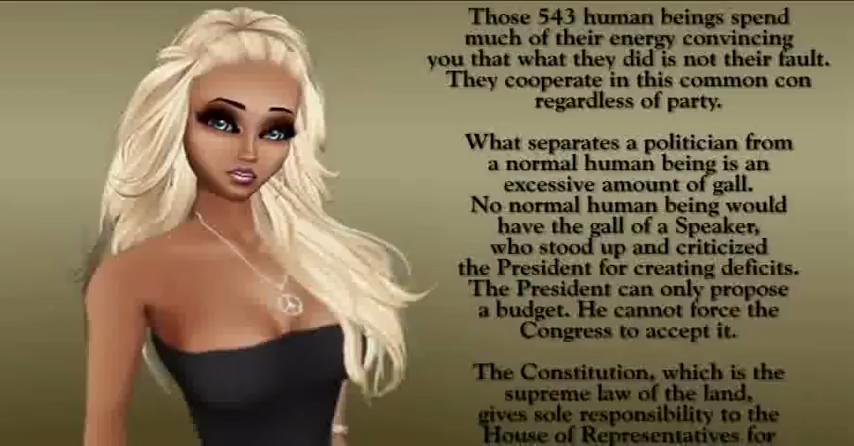 Those 543 human beings spend
much of their energy convincing
you that what they did is not their fault.
They cooperate in this common con
regardless of party.
What separates a politician from
a normal human being is an
excessive amount of gall.
No normal human being would
have the gall of a Speaker,
who stood up and criticized
the President for creating deficits.
The President can only propose
a budget. He cannot force the
Congress to accept it.
The Constitution, which is the
supreme law of the land,
gives sole responsibility to the
House of Representatives for